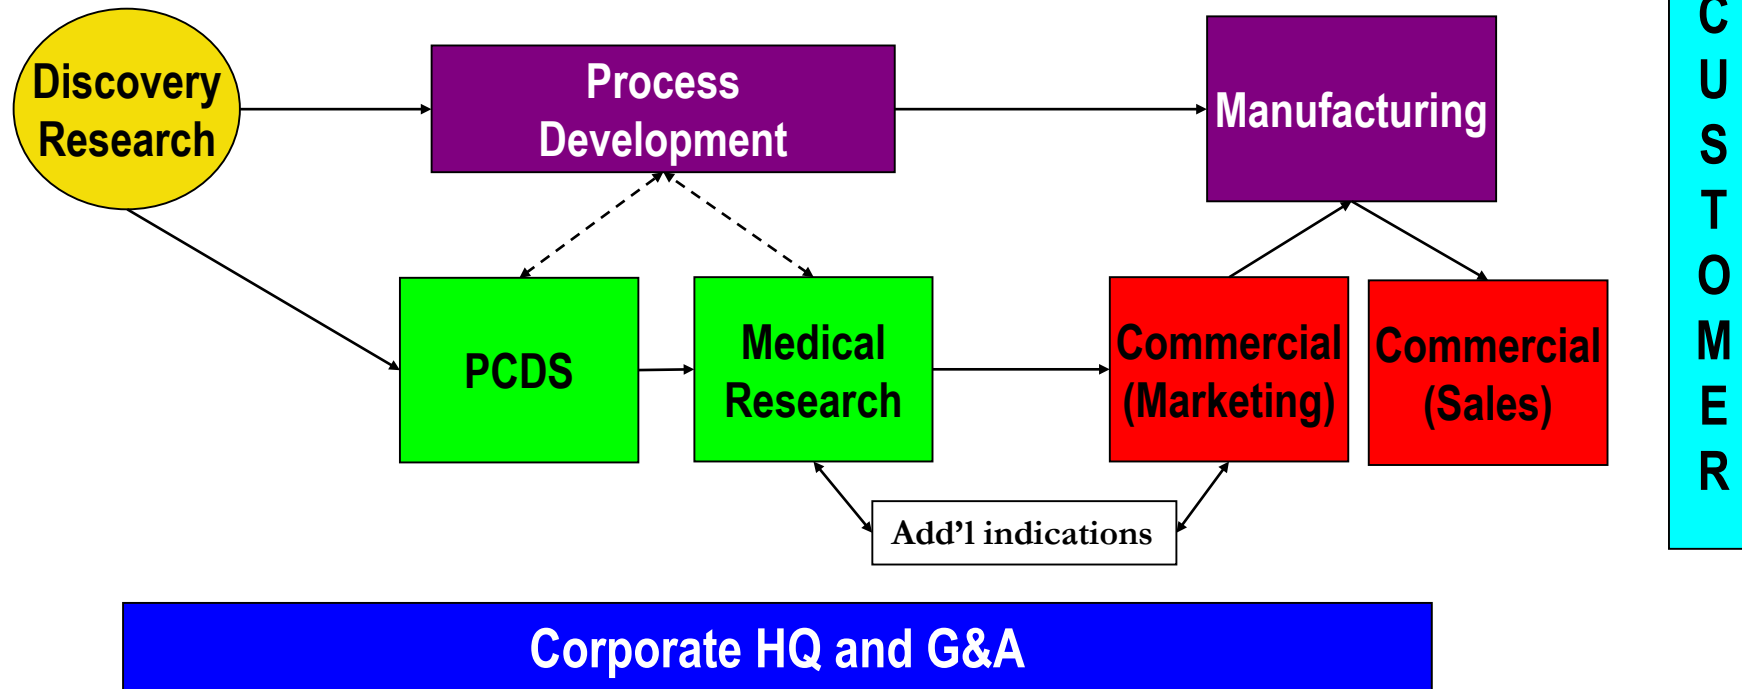 Discovery
Research
Process
Development
Manufacturing
PCDS
Medical
Research
Commercial
(Marketing)
Commercial
(Sales)
Add’l indications
Corporate HQ and G&A
C
U
S
T
O
M
E
R